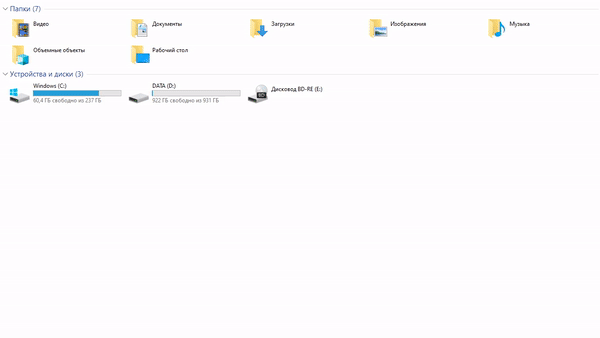 Папки (7)
Видео
Документы
Загрузки
Изображения
Музыка
Объемные объекты
Рабочий стол
Устройства и диски (3)
Windows (C:)
60,4 ГБ свободно из 237 ГБ
DATA (D:)
922 ГБ свободно из 931 ГБ
Дисковод BD-RE (E:)
BD